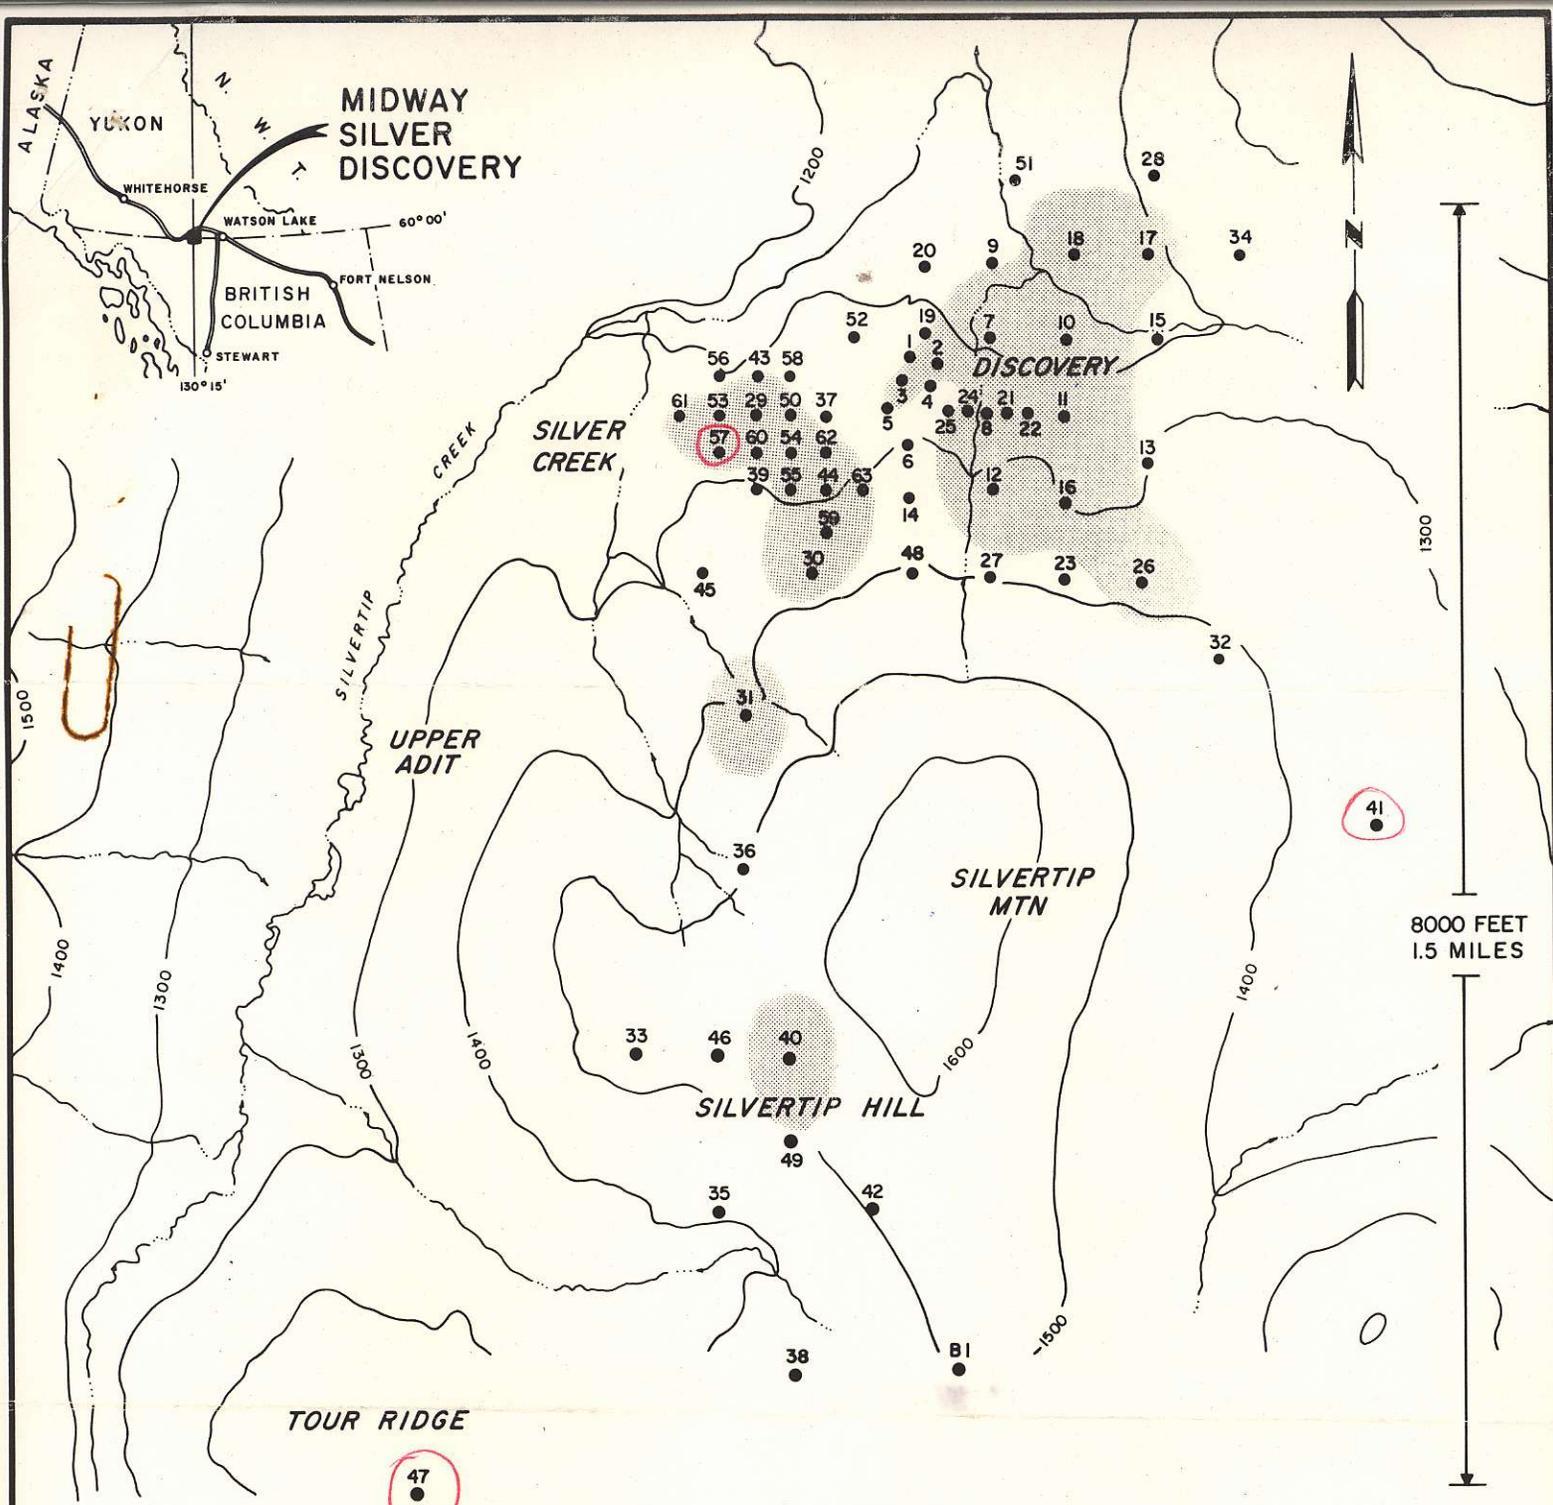 ALASKA
YUKON
N. W. T.
MIDWAY
SILVER
DISCOVERY
WHITEHORSE
WATSON LAKE
60°00'
FORT NELSON
BRITISH
COLUMBIA
STEWART
130°15'
1200
51
28
N
20
9
18
17
34
52
19
7
10
15
1
2
DISCOVERY
56
43
58
3
4
24
21
11
61
53
29
50
37
5
25
8
22
SILVER
CREEK
57
60
54
62
6
13
CREEK
39
55
44
63
12
16
14
59
1300
48
27
23
26
30
45
SILVERTIP
32
1500
31
UPPER
ADIT
41
36
SILVERTIP
MTN
8000 FEET
1.5 MILES
1400
1300
1400
33
46
40
1300
1400
1600
SILVERTIP HILL
49
35
42
1500
38
B1
TOUR RIDGE
47